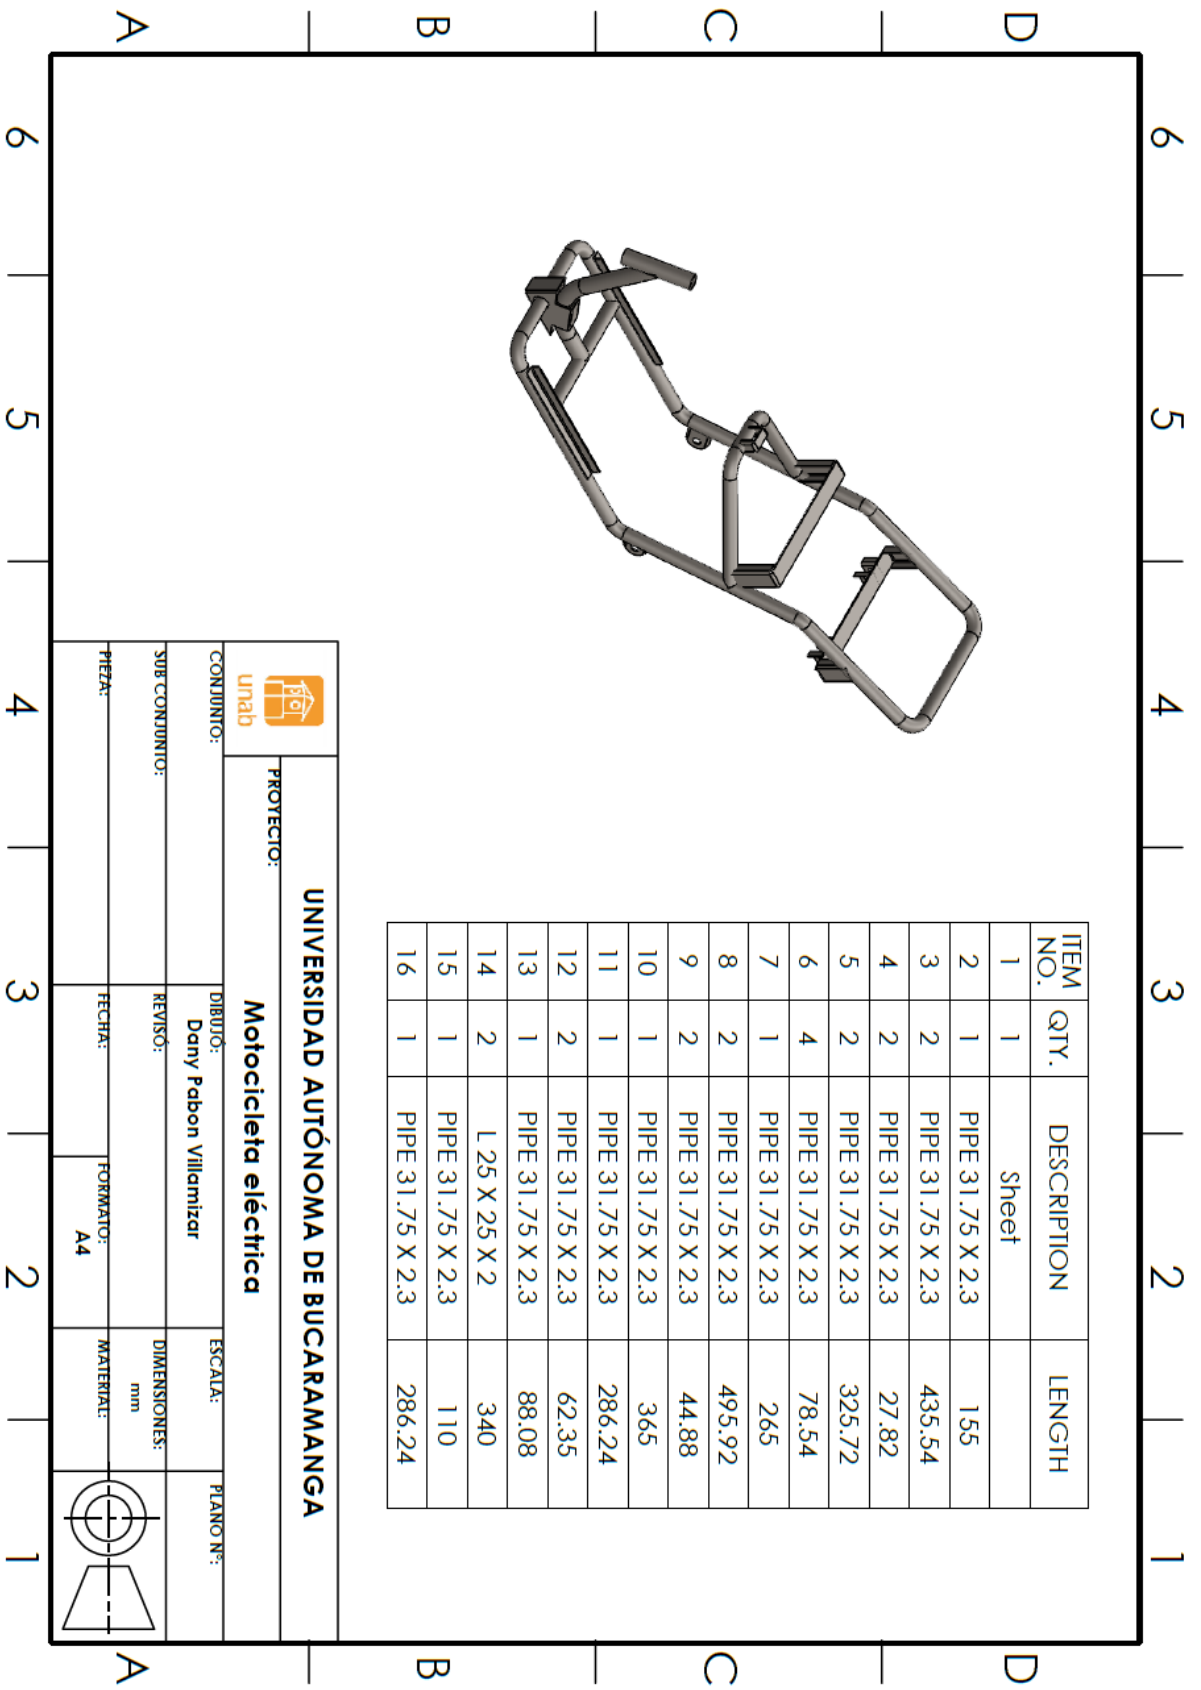 D
C
B
A
6
5
4
3
2
1
ITEM NO. QTY. DESCRIPTION LENGTH
1 1 Sheet
2 1 PIPE 31.75 X 2.3 155
3 2 PIPE 31.75 X 2.3 435.54
4 2 PIPE 31.75 X 2.3 27.82
5 2 PIPE 31.75 X 2.3 325.72
6 4 PIPE 31.75 X 2.3 78.54
7 1 PIPE 31.75 X 2.3 265
8 2 PIPE 31.75 X 2.3 495.92
9 2 PIPE 31.75 X 2.3 44.88
10 1 PIPE 31.75 X 2.3 365
11 1 PIPE 31.75 X 2.3 286.24
12 2 PIPE 31.75 X 2.3 62.35
13 1 PIPE 31.75 X 2.3 88.08
14 2 L 25 X 25 X 2 340
15 1 PIPE 31.75 X 2.3 110
16 1 PIPE 31.75 X 2.3 286.24
unab
UNIVERSIDAD AUTÓNOMA DE BUCARAMANGA
PROYECTO:
Motocicleta eléctrica
CONJUNTO:
DIBUJÓ:
Dany Pabon Villamizar
ESCALA:
PLANO Nº:
SUB CONJUNTO:
REVISÓ:
DIMENSIONES:
mm
PIEZA:
FECHA:
FORMATO:
A4
MATERIAL:
6
5
4
3
2
1
D
C
B
A